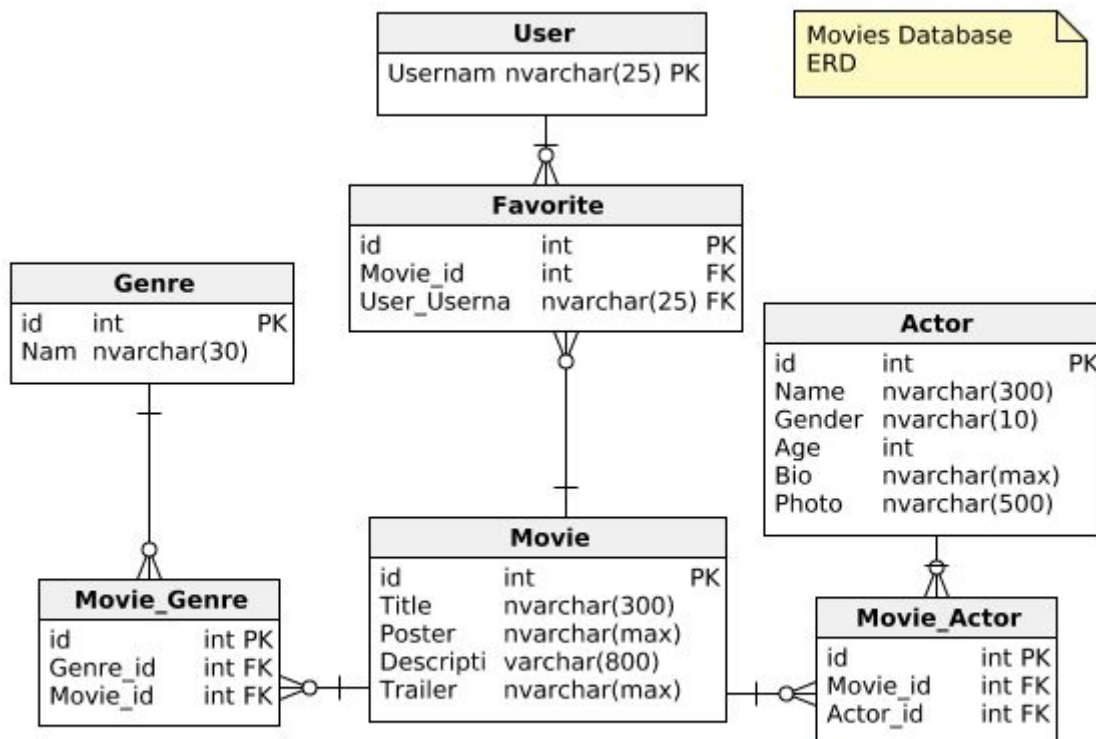 User
Usernam nvarchar(25) PK
Movies Database
ERD
Favorite
id int PK
Movie_id int FK
User_Userna nvarchar(25) FK
Genre
id int PK
Nam nvarchar(30)
Actor
id int PK
Name nvarchar(300)
Gender nvarchar(10)
Age int
Bio nvarchar(max)
Photo nvarchar(500)
Movie
id int PK
Title nvarchar(300)
Poster nvarchar(max)
Descripti varchar(800)
Trailer nvarchar(max)
Movie_Genre
id int PK
Genre_id int FK
Movie_id int FK
Movie_Actor
id int PK
Movie_id int FK
Actor_id int FK